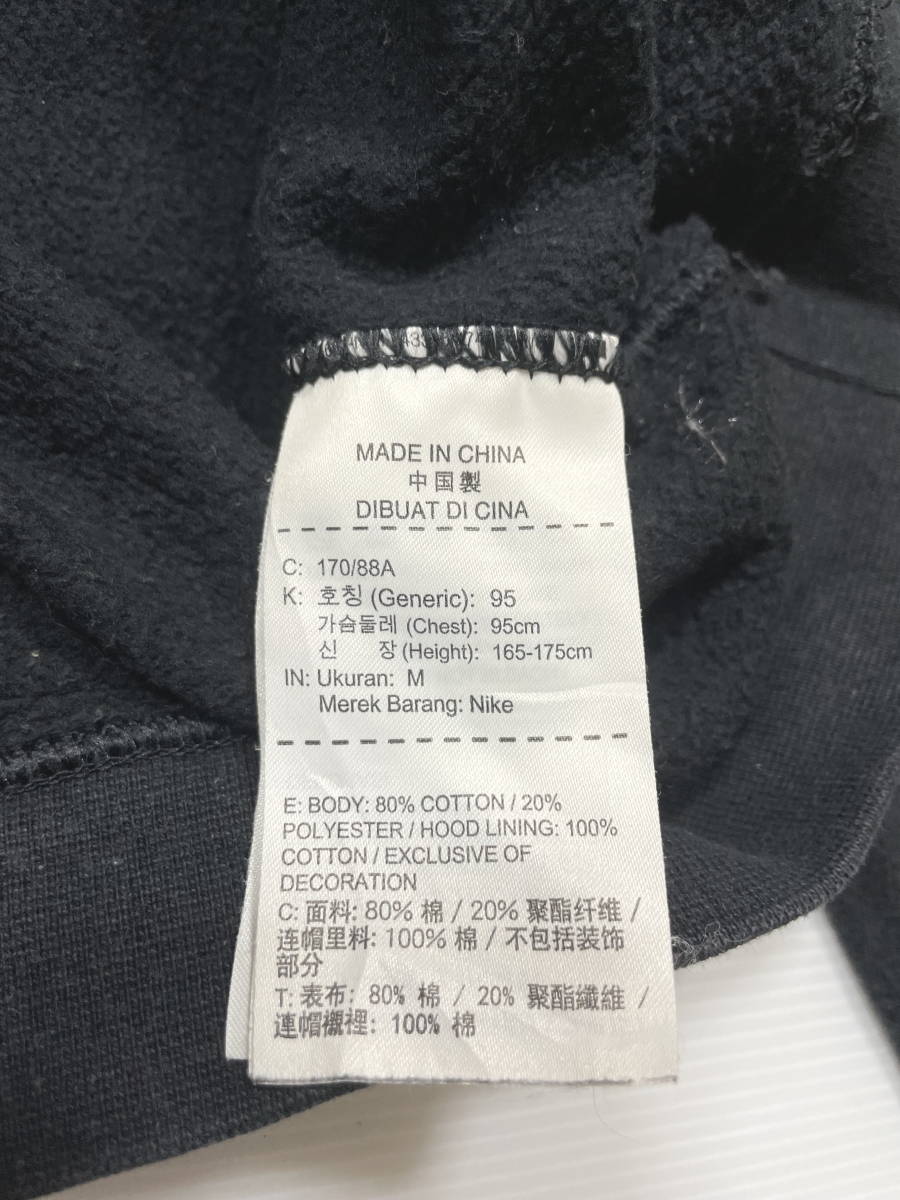 MADE IN CHINA
中国製
DIBUAT DI CINA
C: 170/88A
K: 호칭 (Generic): 95
가슴둘레 (Chest): 95cm
신 장 (Height): 165-175cm
IN: Ukuran: M
Merek Barang: Nike
E: BODY: 80% COTTON / 20%
POLYESTER / HOOD LINING: 100%
COTTON / EXCLUSIVE OF
DECORATION
C: 面料: 80% 棉 / 20% 聚酯纤维 /
连帽里料: 100% 棉 / 不包括装饰
部分
T: 表布: 80% 棉 / 20% 聚酯纖維 /
連帽襯裡: 100% 棉